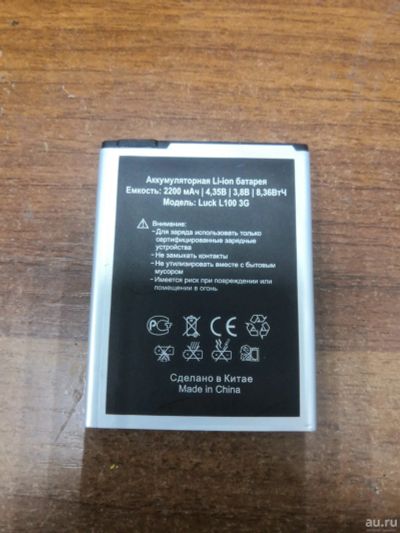 Аккумуляторная Li-ion батарея
Емкость: 2200 мАч | 4,35В | 3,8В | 8,36ВтЧ
Модель: Luck L100 3G
Внимание:
- Для заряда использовать только
сертифицированные зарядные
устройства
- Не замыкать контакты
- Не утилизировать вместе с бытовым
мусором
- Имеется риск при повреждении или
помещении в огонь
Сделано в Китае
Made in China
au.ru